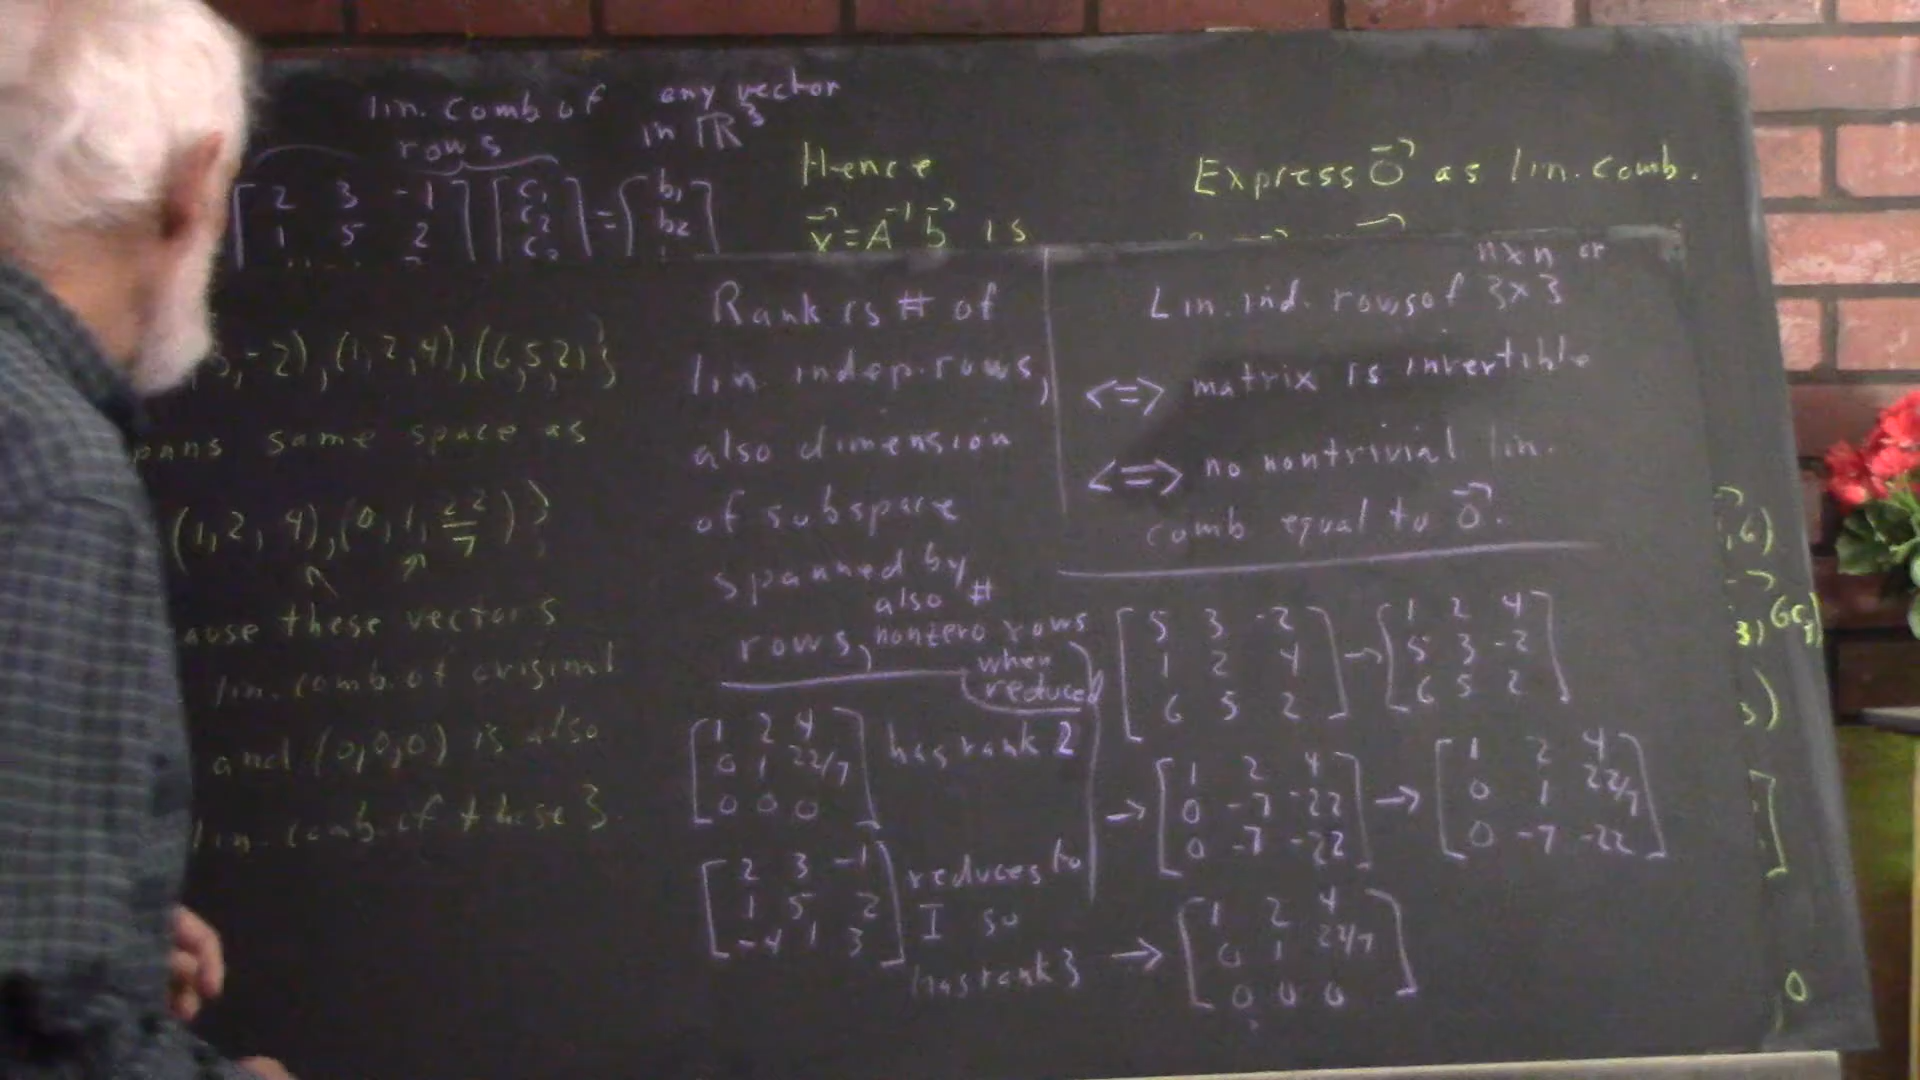 lin. comb of
rows
any vector
in ℝ³
[2 3 -1] [c₁] = [b₁]
[1 5 2] [c₂] [b₂]
Hence
v⃗ = A⁻¹ b⃗ is
Express 0⃗ as lin. comb.
, -2), (1, 2, 4), (6, 5, 2)}
same space as
(1, 2, 4), (0, 1, 22/7)}
these vectors
lin. comb. of original
and (0,0,0) is also
lin. comb. of these 3.
Rank is # of
lin. indep. rows,
also dimension
of subspace
spanned by
rows, also #
nonzero rows
when
reduced
[1 2 4]
[0 1 22/7]
[0 0 0]
has rank 2
[2 3 -1]
[1 5 2]
[-4 1 3]
reduces to
I so
has rank 3
n×n or
Lin. ind. rows of 3×3
<=> matrix is invertible
<=> no nontrivial lin.
comb equal to 0⃗.
[5 3 -2] → [1 2 4]
[1 2 4] [5 3 -2]
[6 5 2] [6 5 2]
→ [1 2 4] → [1 2 4]
[0 -7 -22] [0 1 22/7]
[0 -7 -22] [0 -7 -22]
→ [1 2 4]
[0 1 22/7]
[0 0 0]